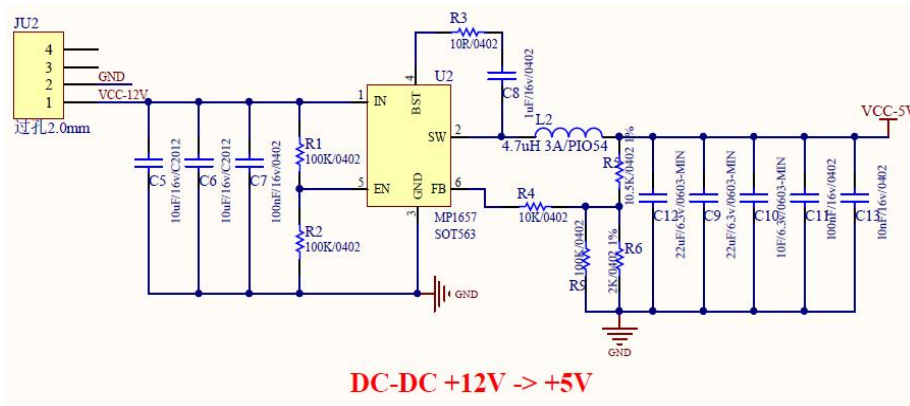 JU2
4
3
2
1
GND
VCC-12V
过孔2.0mm
C5
10uF/16v/C2012
C6
10uF/16v/C2012
C7
100nF/16v/0402
R1
100K/0402
R2
100K/0402
R3
10R/0402
C8
1uF/16v/0402
U2
1
IN
4
BST
SW
2
5
EN
GND
3
FB
6
MP1657
SOT563
L2
4.7uH 3A/PIO54
R4
10K/0402
R5
10.5K/0402 1%
R9
100K/0402
R6
2K/0402 1%
C12
22uF/6.3v/0603-MIN
C9
22uF/6.3v/0603-MIN
C10
10F/6.3v/0603-MIN
C11
100nF/16v/0402
C13
10nF/16v/0402
VCC-5V
GND
GND
DC-DC +12V -> +5V